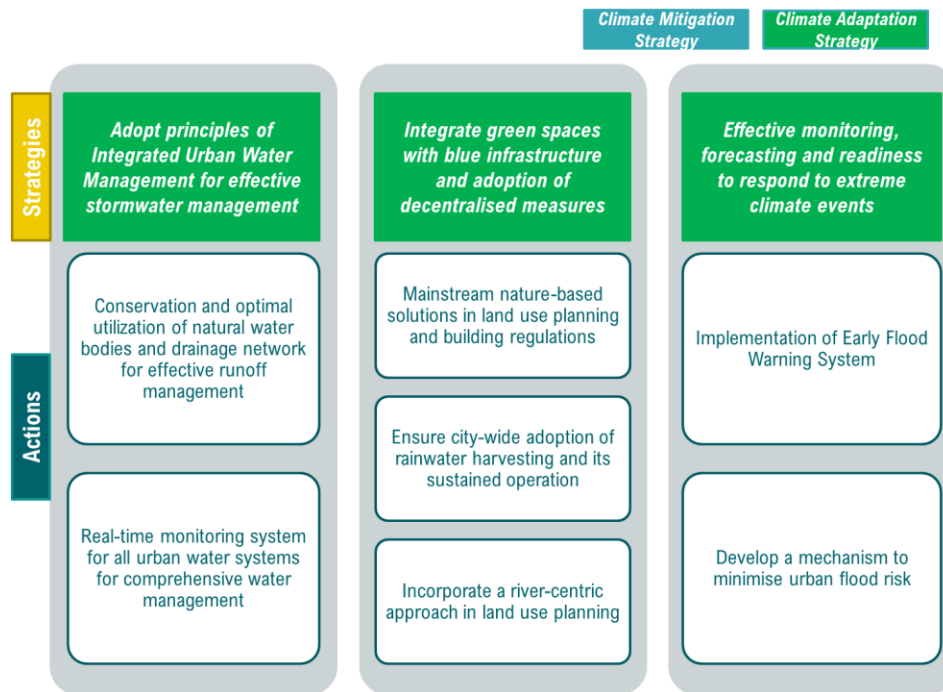 Climate Mitigation
Strategy
Climate Adaptation
Strategy
Strategies
Adopt principles of
Integrated Urban Water
Management for effective
stormwater management
Integrate green spaces
with blue infrastructure
and adoption of
decentralised measures
Effective monitoring,
forecasting and readiness
to respond to extreme
climate events
Actions
Conservation and optimal
utilization of natural water
bodies and drainage network
for effective runoff
management
Real-time monitoring system
for all urban water systems
for comprehensive water
management
Mainstream nature-based
solutions in land use planning
and building regulations
Ensure city-wide adoption of
rainwater harvesting and its
sustained operation
Incorporate a river-centric
approach in land use planning
Implementation of Early Flood
Warning System
Develop a mechanism to
minimise urban flood risk